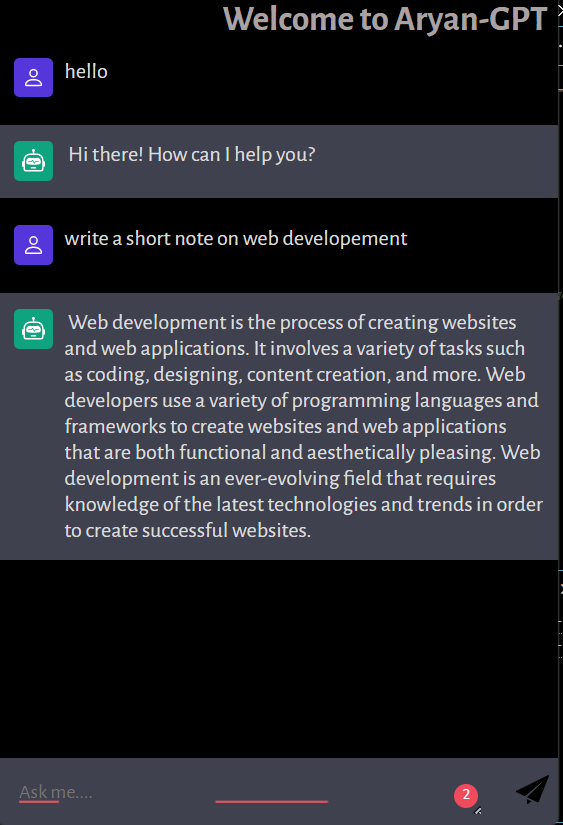 Welcome to Aryan-GPT
hello
Hi there! How can I help you?
write a short note on web developement
Web development is the process of creating websites
and web applications. It involves a variety of tasks such
as coding, designing, content creation, and more. Web
developers use a variety of programming languages and
frameworks to create websites and web applications
that are both functional and aesthetically pleasing. Web
development is an ever-evolving field that requires
knowledge of the latest technologies and trends in order
to create successful websites.
Ask me....
2